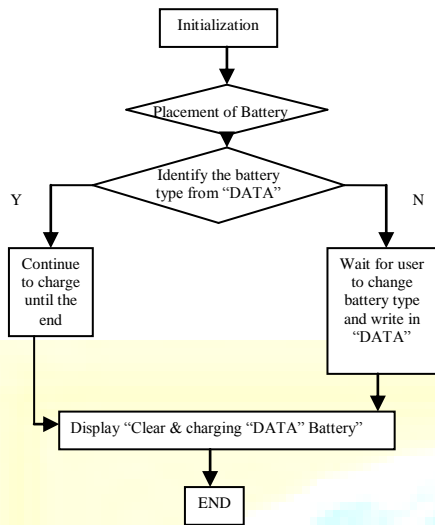 Initialization
Placement of Battery
Identify the battery
type from “DATA”
Y
N
Continue
to charge
until the
end
Wait for user
to change
battery type
and write in
“DATA”
Display “Clear & charging “DATA” Battery”
END